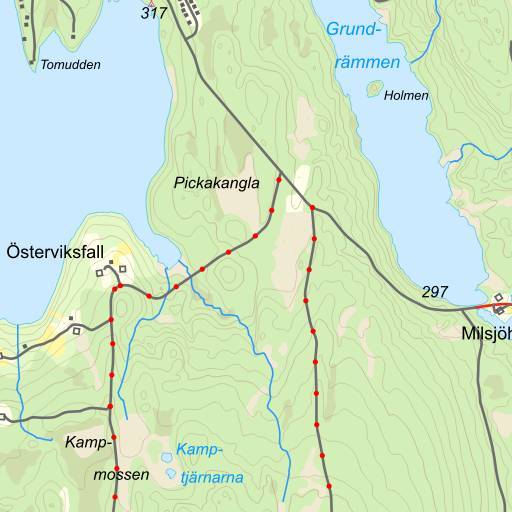 317
Tomudden
Grund-
rämmen
Holmen
Pickakangla
Österviksfall
297
Milsjöh
Kamp-
mossen
Kamp-
tjärnarna